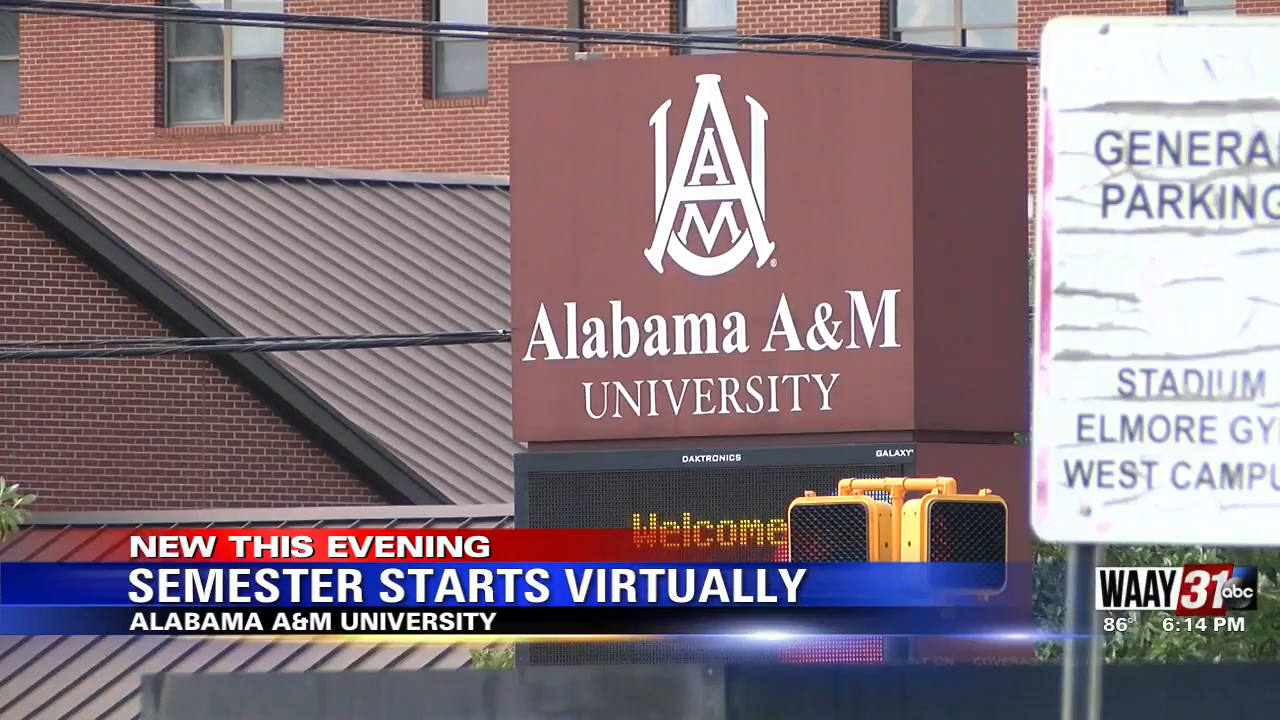 AAM
Alabama A&M
UNIVERSITY
DAKTRONICS
GALAXY
Welcome
GENERA
PARKING
STADIUM
ELMORE GY
WEST CAMPU
NEW THIS EVENING
SEMESTER STARTS VIRTUALLY
ALABAMA A&M UNIVERSITY
WAAY 31 abc
86° 6:14 PM